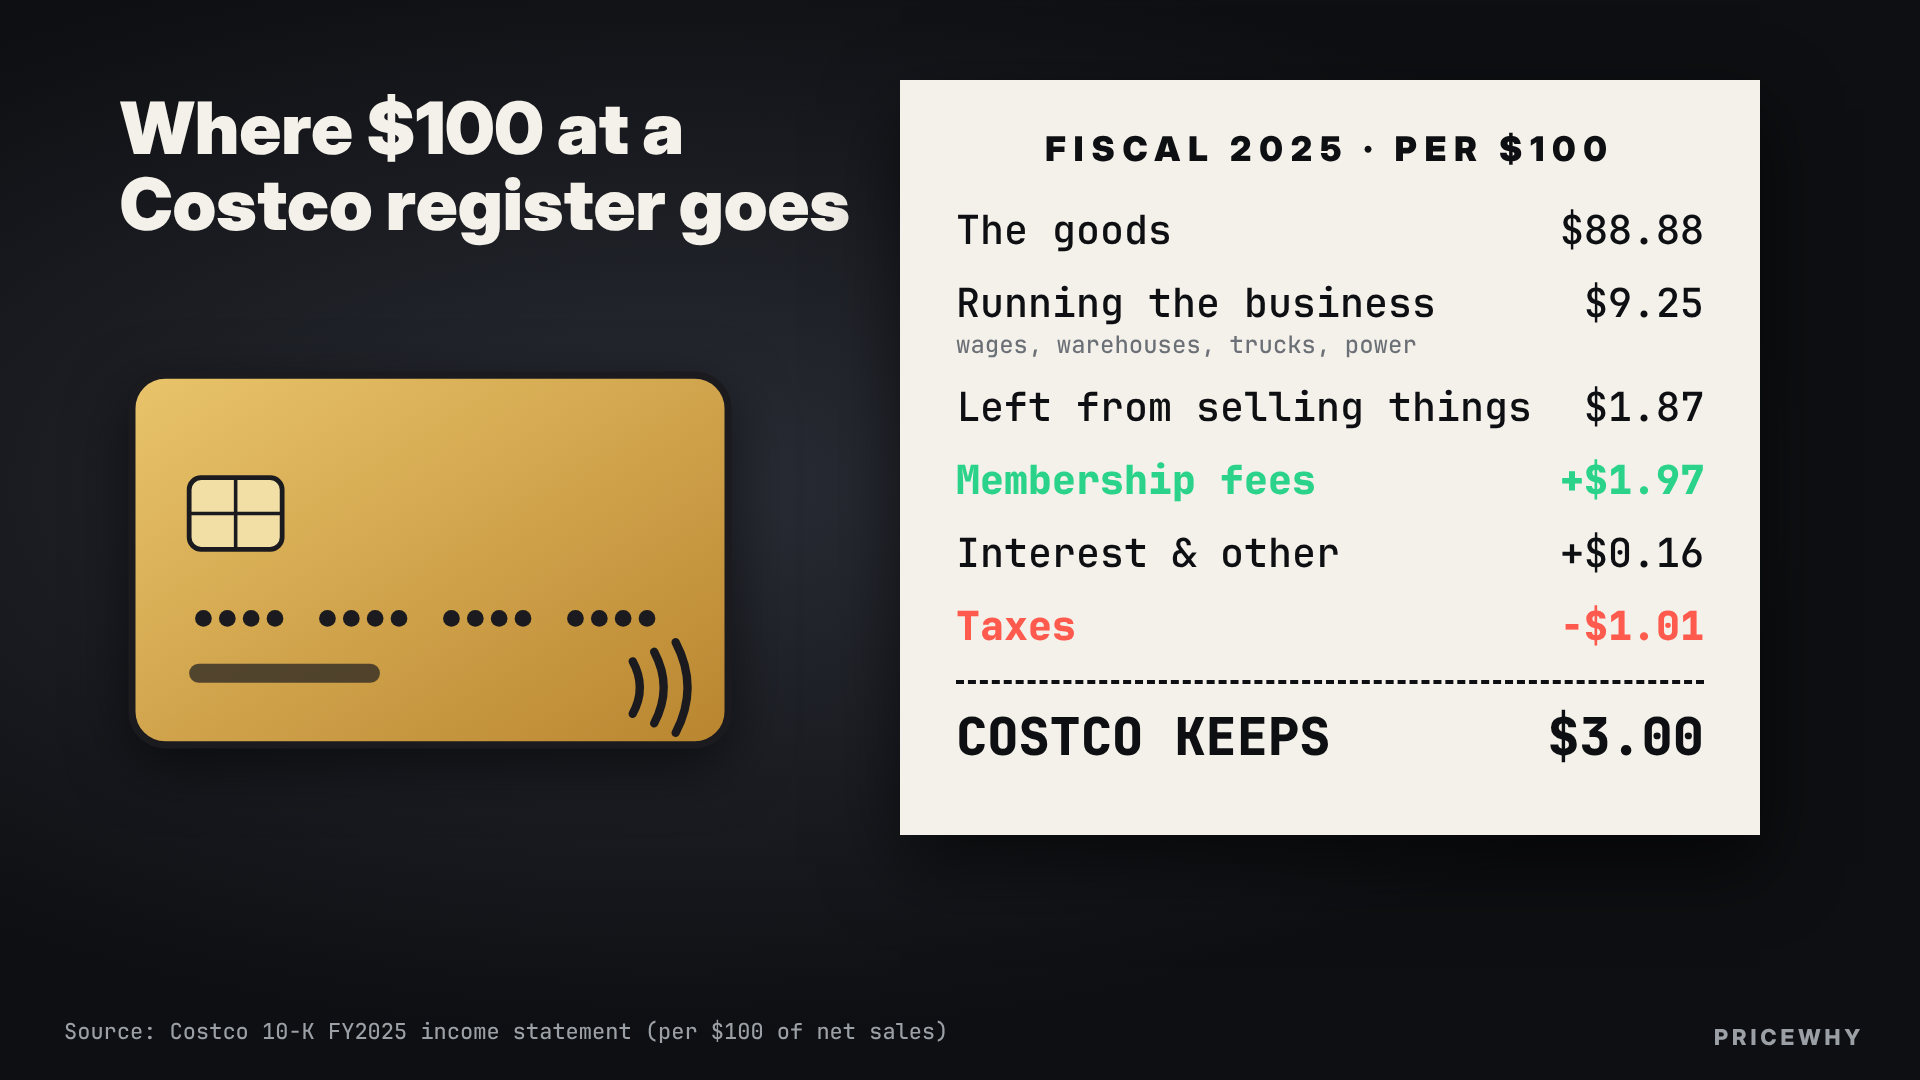 Where $100 at a
Costco register goes
FISCAL 2025 · PER $100
The goods $88.88
Running the business $9.25
wages, warehouses, trucks, power
Left from selling things $1.87
Membership fees +$1.97
Interest & other +$0.16
Taxes -$1.01
COSTCO KEEPS $3.00
Source: Costco 10-K FY2025 income statement (per $100 of net sales)
PRICEWHY